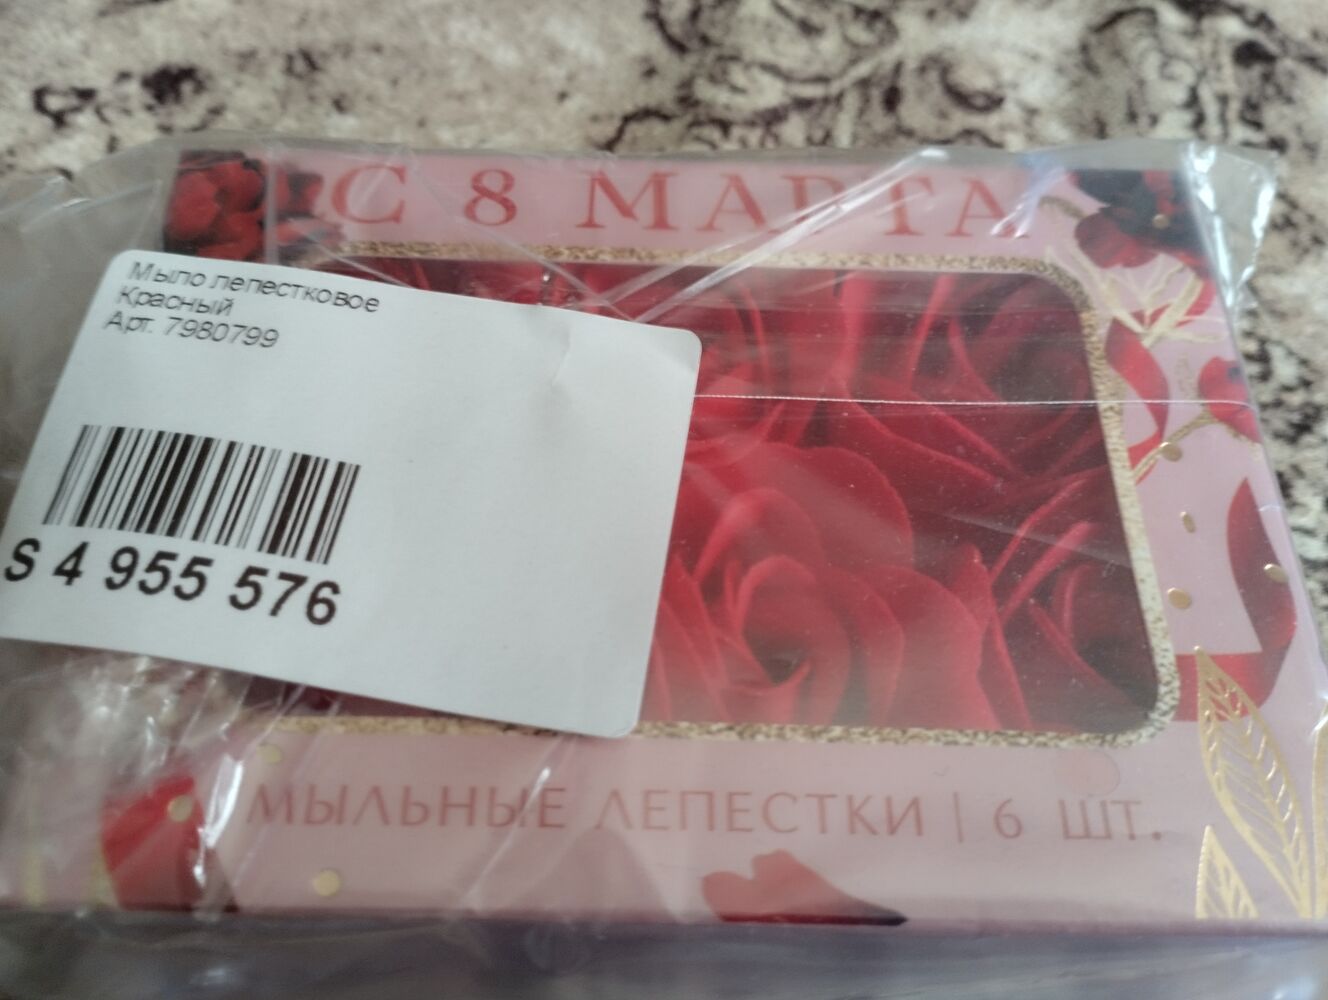 С 8 МАРТА
Мыло лепестковое
Красный
Арт. 7980799
S 4 955 576
МЫЛЬНЫЕ ЛЕПЕСТКИ | 6 ШТ.